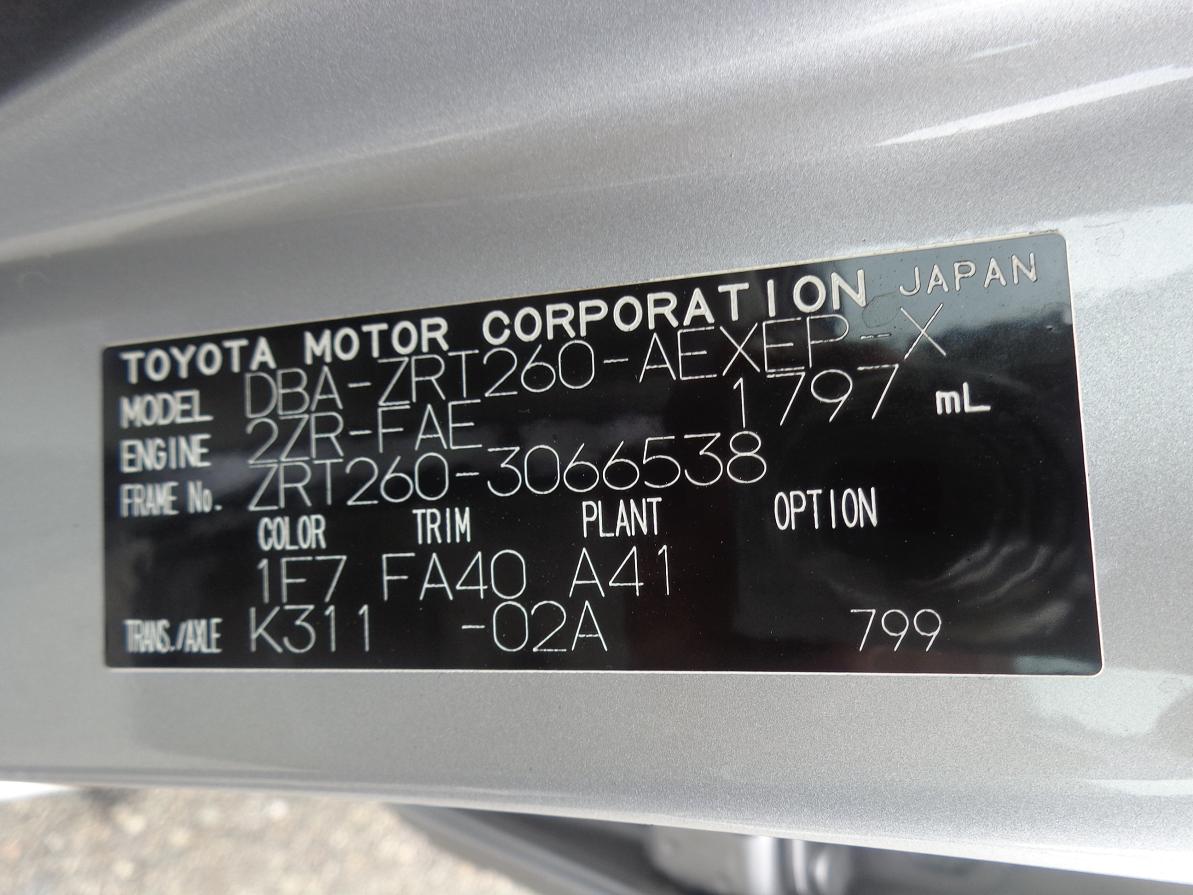 TOYOTA MOTOR CORPORATION JAPAN
MODEL DBA-ZRT260-AEXEP-X
ENGINE 2ZR-FAE 1797 mL
FRAME No. ZRT260-3066538
COLOR TRIM PLANT OPTION
1F7 FA40 A41
TRANS./AXLE K311 -02A 799